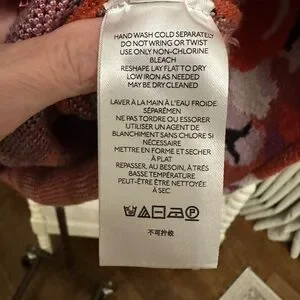 HAND WASH COLD SEPARATELY
DO NOT WRING OR TWIST
USE ONLY NON-CHLORINE
BLEACH
RESHAPE LAY FLAT TO DRY
LOW IRON AS NEEDED
MAY BE DRY CLEANED
LAVER À LA MAIN À L'EAU FROIDE
SÉPARÉMEN
NE PAS TORDRE OU ESSORER
UTILISER UN AGENT DE
BLANCHIMENT SANS CHLORE SI
NÉCESSAIRE
METTRE EN FORME ET SÉCHER
À PLAT
REPASSER, AU BESOIN, À TRÉS
BASSE TEMPÉRATURE
PEUT-ÊTRE ÊTRE NETTOYÉE
À SEC
不可拧绞